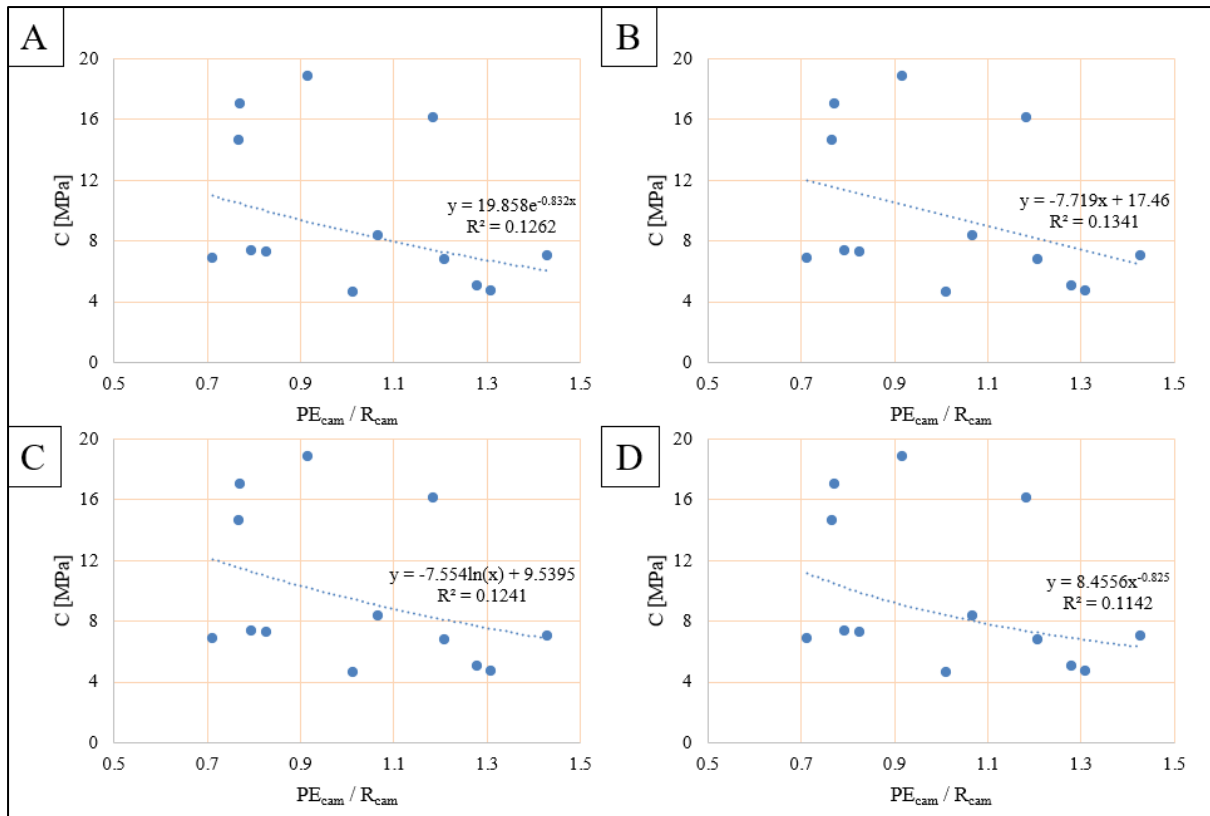 A
20
16
12
8
4
0
C [MPa]
y = 19.858e^-0.832x
R² = 0.1262
0.5 0.7 0.9 1.1 1.3 1.5
PEcam / Rcam
B
20
16
12
8
4
0
C [MPa]
y = -7.719x + 17.46
R² = 0.1341
0.5 0.7 0.9 1.1 1.3 1.5
PEcam / Rcam
C
20
16
12
8
4
0
C [MPa]
y = -7.554ln(x) + 9.5395
R² = 0.1241
0.5 0.7 0.9 1.1 1.3 1.5
PEcam / Rcam
D
20
16
12
8
4
0
C [MPa]
y = 8.4556x^-0.825
R² = 0.1142
0.5 0.7 0.9 1.1 1.3 1.5
PEcam / Rcam